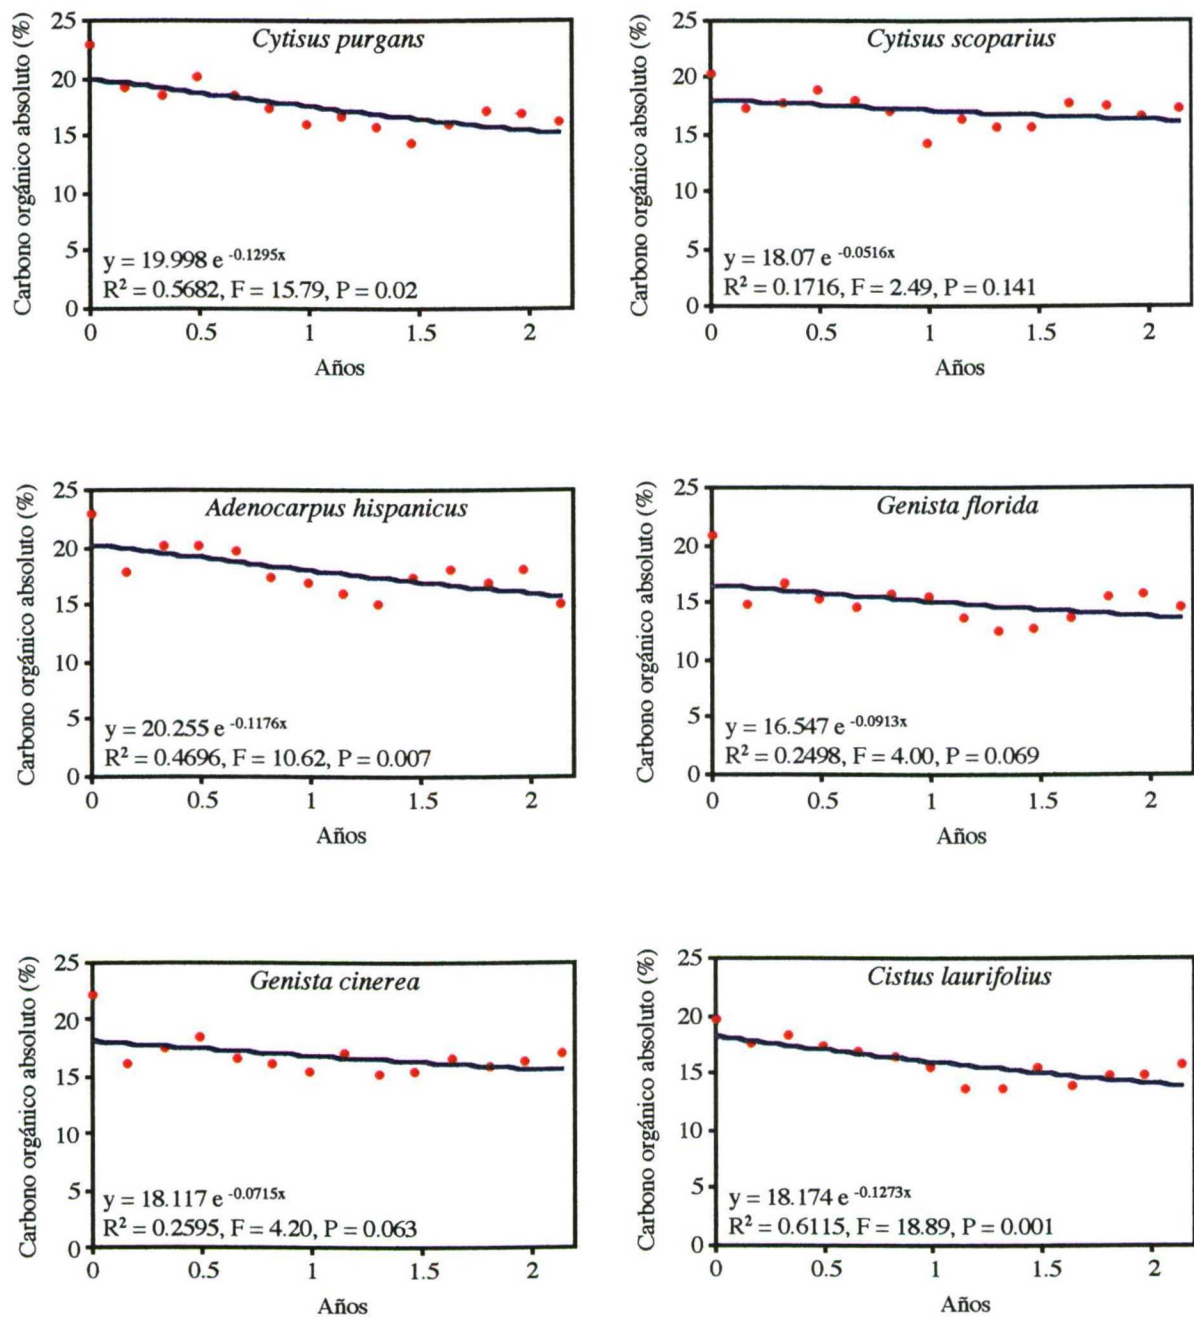 Cytisus purgans
Carbono orgánico absoluto (%)
25
20
15
10
5
0
y = 19.998 e -0.1295x
R² = 0.5682, F = 15.79, P = 0.02
0 0.5 1 1.5 2
Años
Cytisus scoparius
Carbono orgánico absoluto (%)
25
20
15
10
5
0
y = 18.07 e -0.0516x
R² = 0.1716, F = 2.49, P = 0.141
0 0.5 1 1.5 2
Años
Adenocarpus hispanicus
Carbono orgánico absoluto (%)
25
20
15
10
5
0
y = 20.255 e -0.1176x
R² = 0.4696, F = 10.62, P = 0.007
0 0.5 1 1.5 2
Años
Genista florida
Carbono orgánico absoluto (%)
25
20
15
10
5
0
y = 16.547 e -0.0913x
R² = 0.2498, F = 4.00, P = 0.069
0 0.5 1 1.5 2
Años
Genista cinerea
Carbono orgánico absoluto (%)
25
20
15
10
5
0
y = 18.117 e -0.0715x
R² = 0.2595, F = 4.20, P = 0.063
0 0.5 1 1.5 2
Años
Cistus laurifolius
Carbono orgánico absoluto (%)
25
20
15
10
5
0
y = 18.174 e -0.1273x
R² = 0.6115, F = 18.89, P = 0.001
0 0.5 1 1.5 2
Años